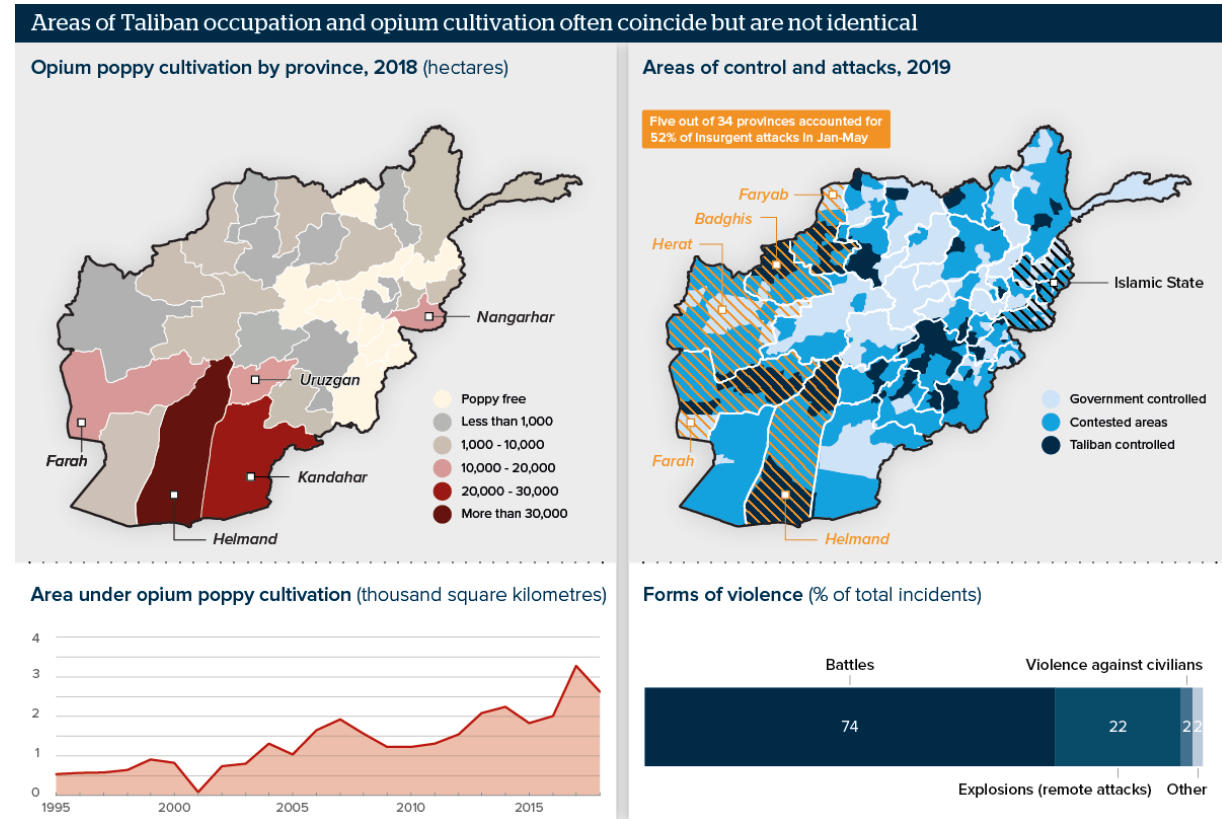 Areas of Taliban occupation and opium cultivation often coincide but are not identical
Opium poppy cultivation by province, 2018 (hectares)
Nangarhar
Uruzgan
Poppy free
Less than 1,000
1,000 - 10,000
10,000 - 20,000
20,000 - 30,000
More than 30,000
Farah
Kandahar
Helmand
Areas of control and attacks, 2019
Five out of 34 provinces accounted for
52% of insurgent attacks in Jan-May
Faryab
Badghis
Herat
Islamic State
Government controlled
Contested areas
Taliban controlled
Farah
Helmand
Area under opium poppy cultivation (thousand square kilometres)
4
3
2
1
0
1995 2000 2005 2010 2015
Forms of violence (% of total incidents)
Battles Violence against civilians
74 22 2 2
Explosions (remote attacks) Other